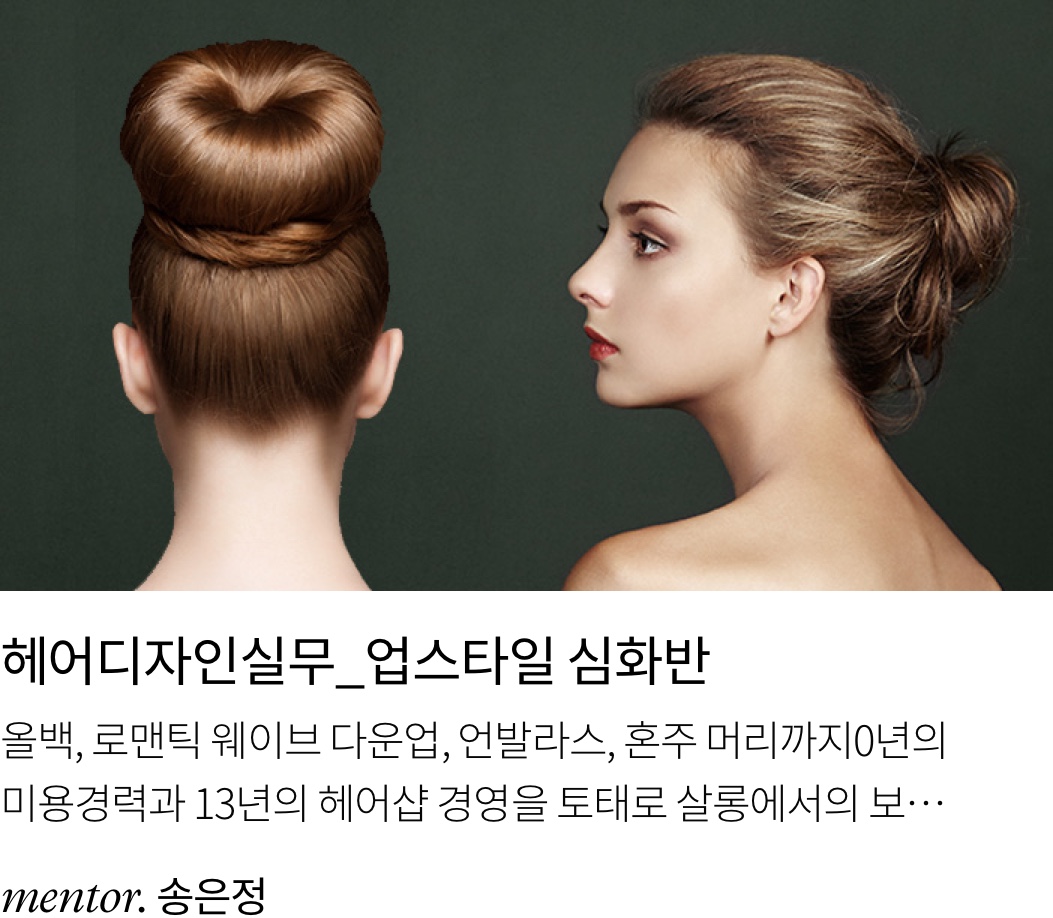 헤어디자인실무_업스타일 심화반
올백, 로맨틱 웨이브 다운업, 언발라스, 혼주 머리까지0년의
미용경력과 13년의 헤어샵 경영을 토태로 살롱에서의 보…
mentor. 송은정